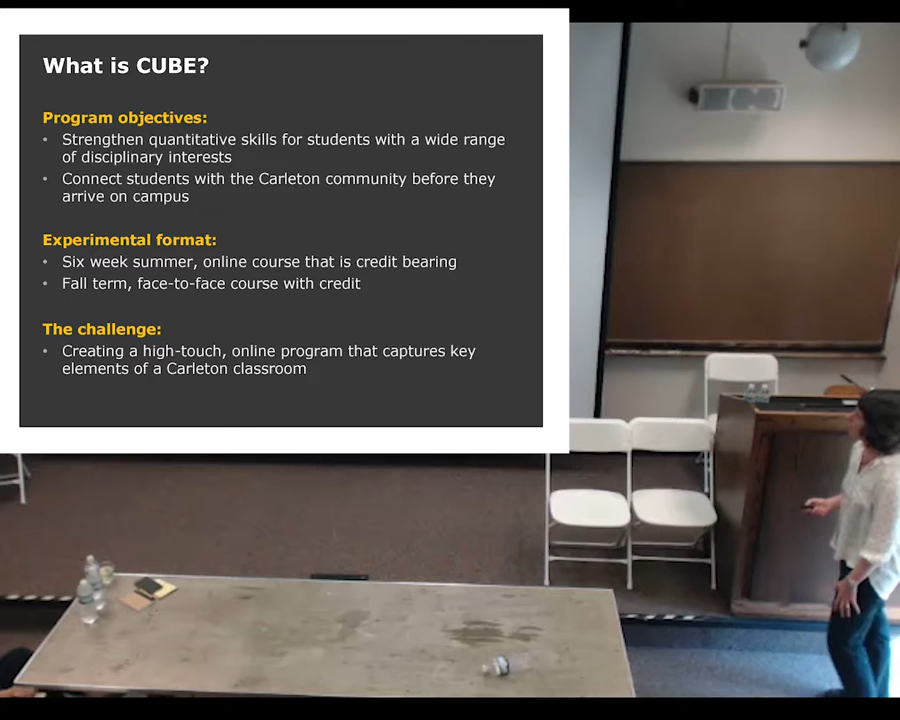 What is CUBE?
Program objectives:
• Strengthen quantitative skills for students with a wide range
of disciplinary interests
• Connect students with the Carleton community before they
arrive on campus
Experimental format:
• Six week summer, online course that is credit bearing
• Fall term, face-to-face course with credit
The challenge:
• Creating a high-touch, online program that captures key
elements of a Carleton classroom